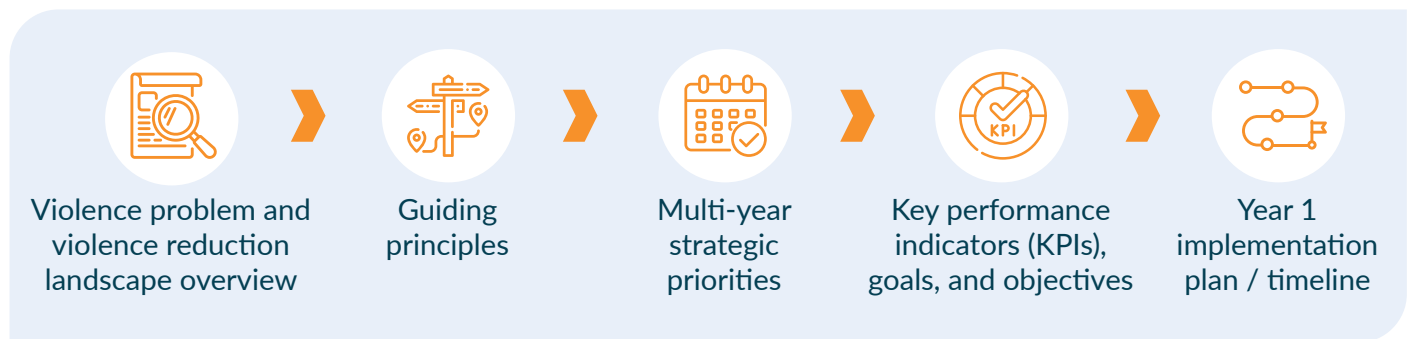 KPI
Violence problem and
violence reduction
landscape overview
Guiding
principles
Multi-year
strategic
priorities
Key performance
indicators (KPIs),
goals, and objectives
Year 1
implementation
plan / timeline